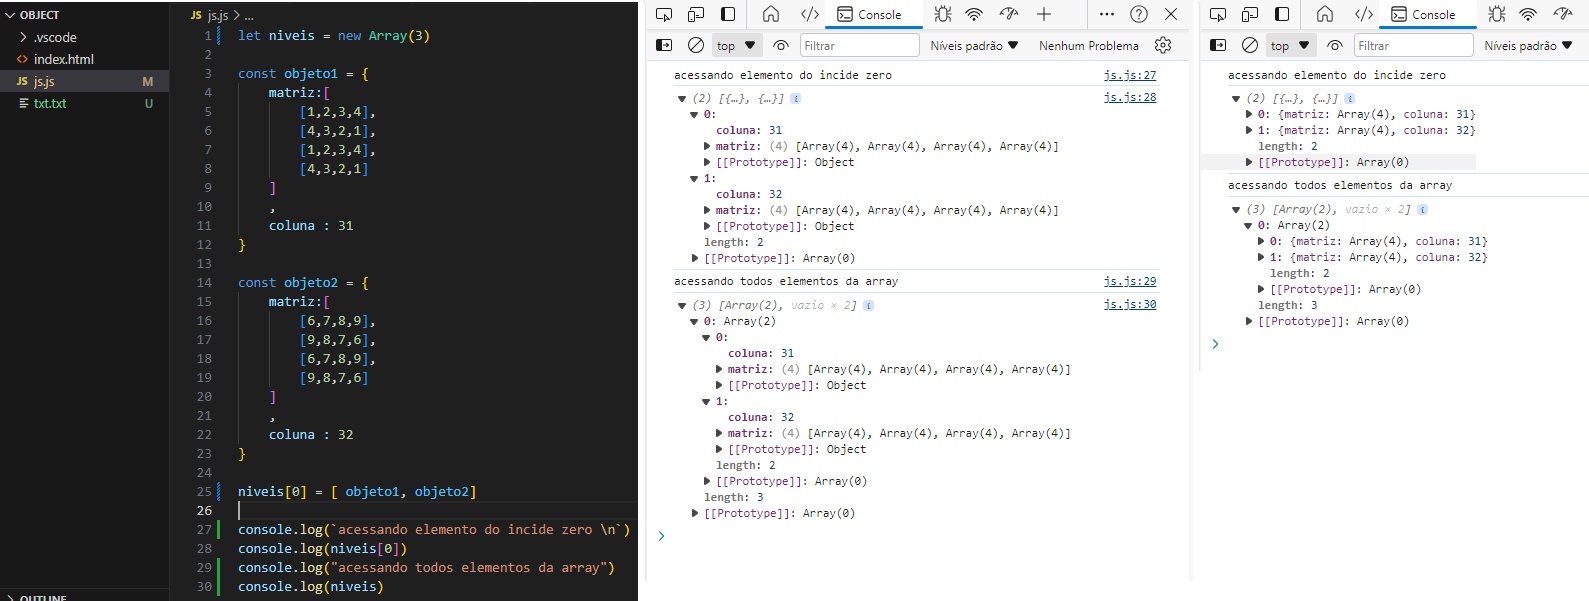 OBJECT
.vscode
<> index.html
JS js.js M
txt.txt U
OUTLINE
JS js.js > ...
1 let niveis = new Array(3)
2
3 const objeto1 = {
4 matriz:[
5 [1,2,3,4],
6 [4,3,2,1],
7 [1,2,3,4],
8 [4,3,2,1]
9 ]
10 ,
11 coluna : 31
12 }
13
14 const objeto2 = {
15 matriz:[
16 [6,7,8,9],
17 [9,8,7,6],
18 [6,7,8,9],
19 [9,8,7,6]
20 ]
21 ,
22 coluna : 32
23 }
24
25 niveis[0] = [ objeto1, objeto2]
26
27 console.log(`acessando elemento do incide zero \n`)
28 console.log(niveis[0])
29 console.log("acessando todos elementos da array")
30 console.log(niveis)
Console
top Filtrar Níveis padrão Nenhum Problema
acessando elemento do incide zero js.js:27
(2) [{…}, {…}] i js.js:28
0:
coluna: 31
matriz: (4) [Array(4), Array(4), Array(4), Array(4)]
[[Prototype]]: Object
1:
coluna: 32
matriz: (4) [Array(4), Array(4), Array(4), Array(4)]
[[Prototype]]: Object
length: 2
[[Prototype]]: Array(0)
acessando todos elementos da array js.js:29
(3) [Array(2), vazio × 2] i js.js:30
0: Array(2)
0:
coluna: 31
matriz: (4) [Array(4), Array(4), Array(4), Array(4)]
[[Prototype]]: Object
1:
coluna: 32
matriz: (4) [Array(4), Array(4), Array(4), Array(4)]
[[Prototype]]: Object
length: 2
[[Prototype]]: Array(0)
length: 3
[[Prototype]]: Array(0)
Console
top Filtrar Níveis padrão
acessando elemento do incide zero
(2) [{…}, {…}] i
0: {matriz: Array(4), coluna: 31}
1: {matriz: Array(4), coluna: 32}
length: 2
[[Prototype]]: Array(0)
acessando todos elementos da array
(3) [Array(2), vazio × 2] i
0: Array(2)
0: {matriz: Array(4), coluna: 31}
1: {matriz: Array(4), coluna: 32}
length: 2
[[Prototype]]: Array(0)
length: 3
[[Prototype]]: Array(0)